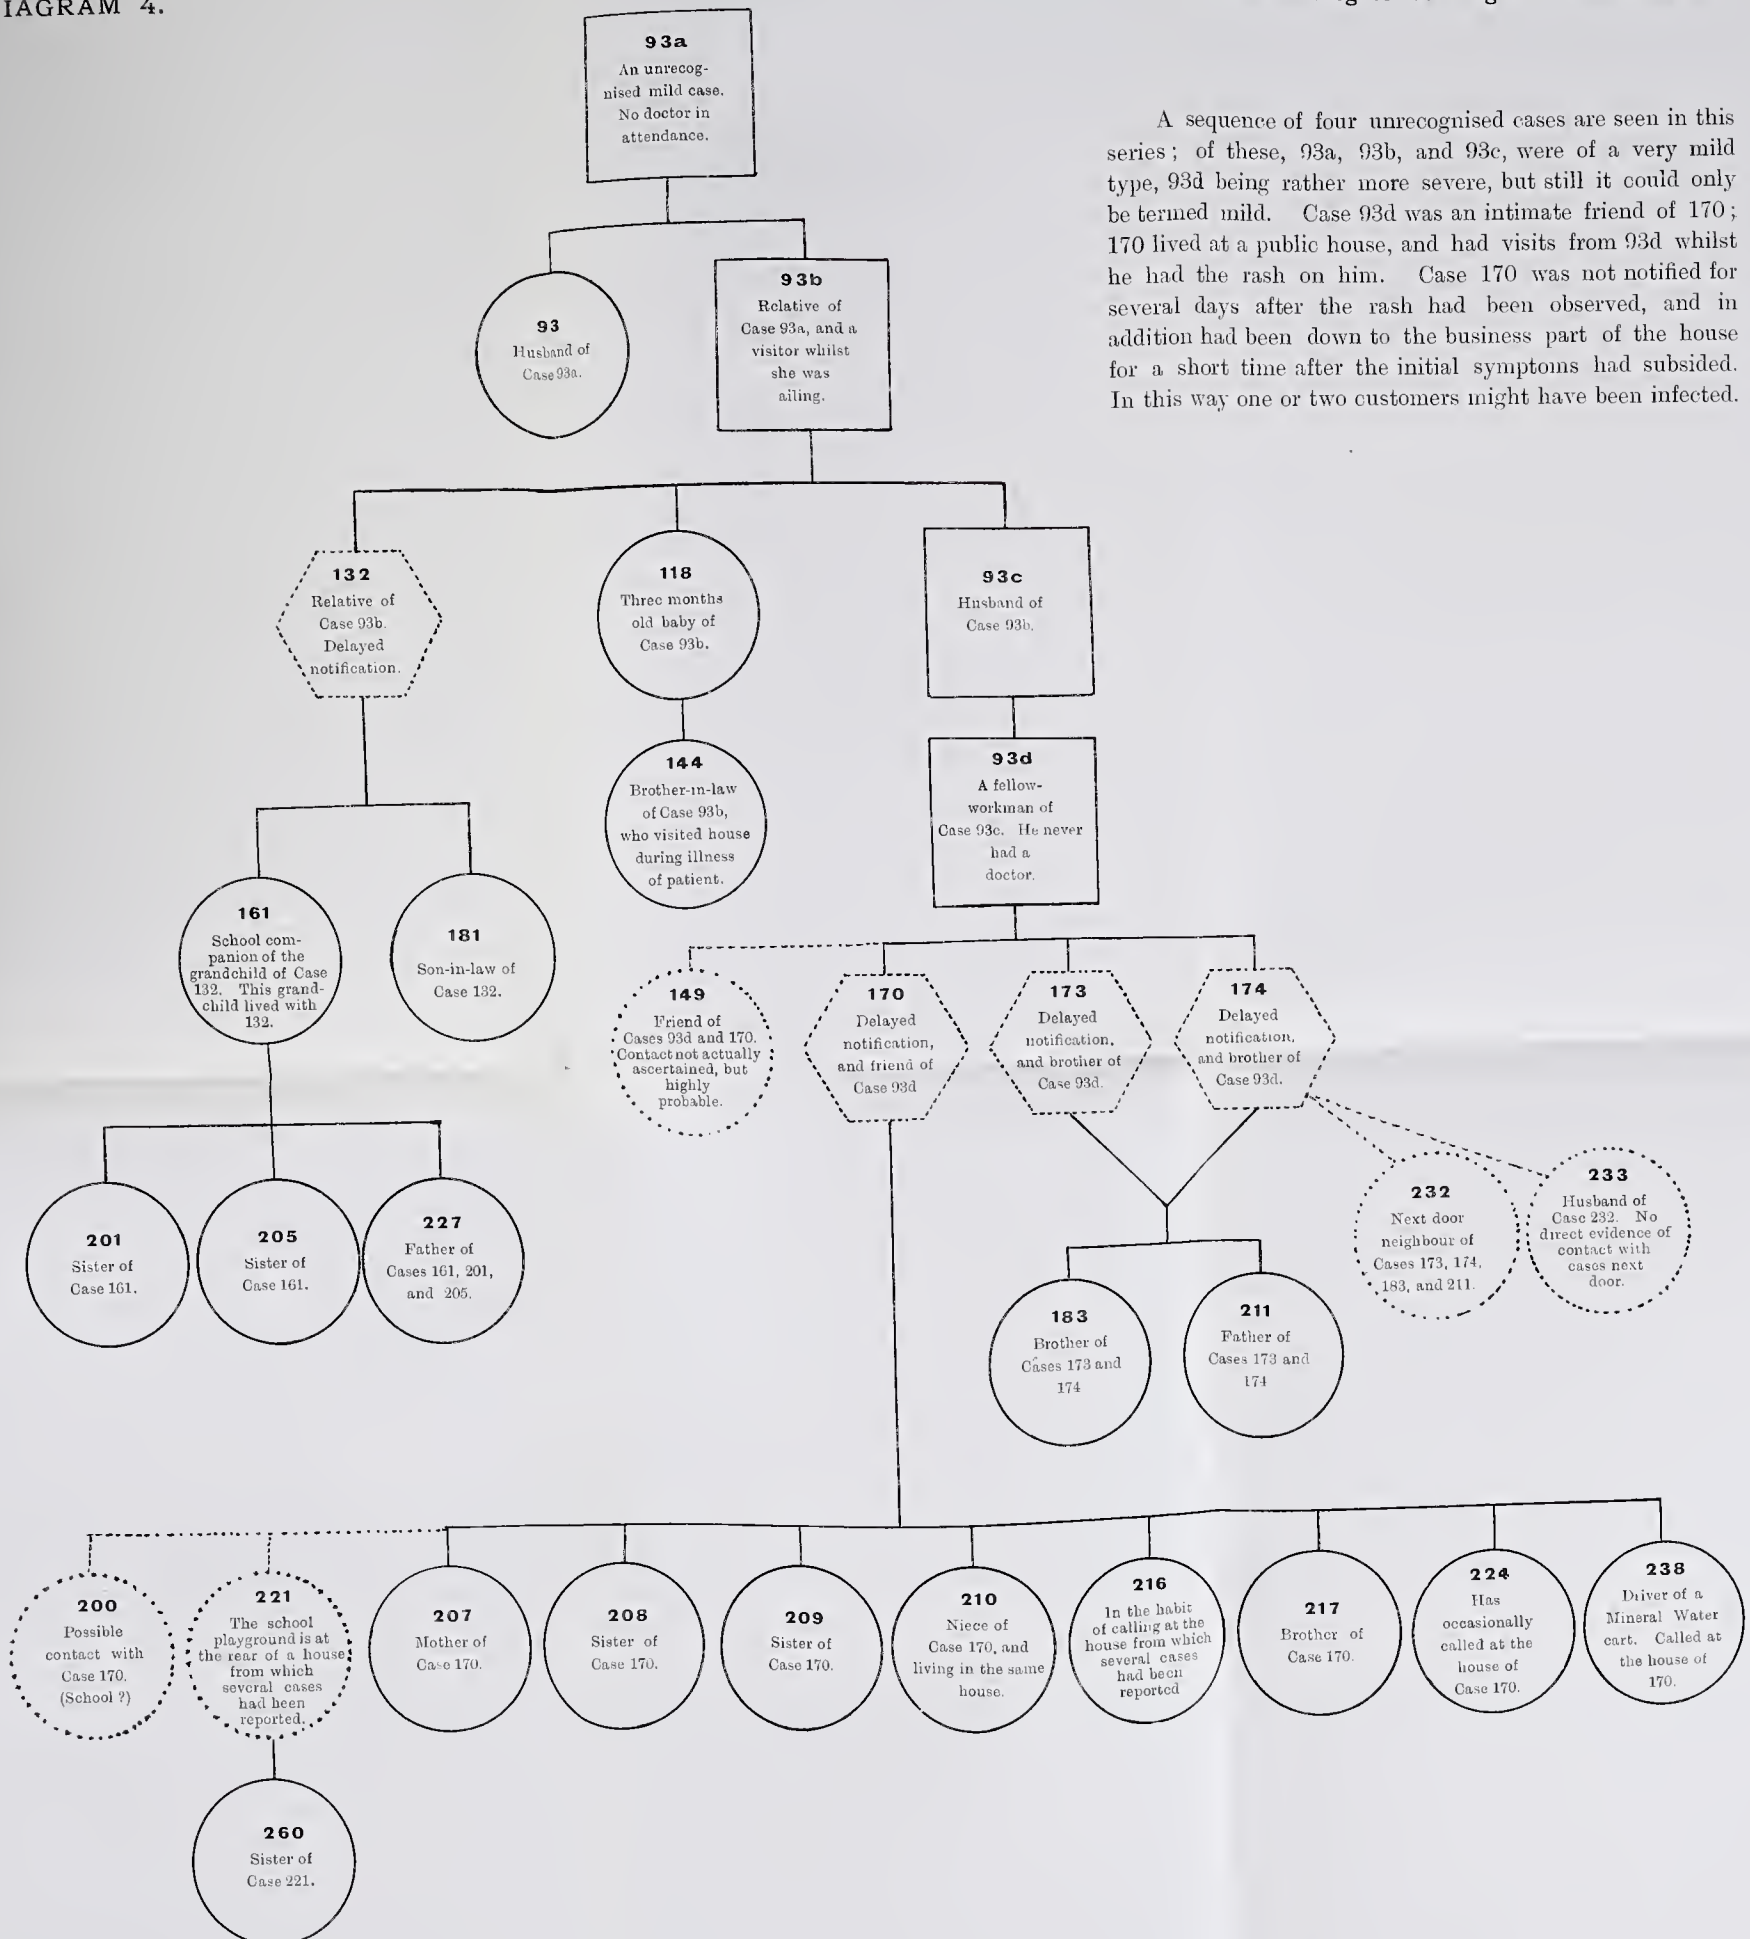 IAGRAM 4.
93a
An unrecog-
nised mild case.
No doctor in
attendance.
A sequence of four unrecognised cases are seen in this
series; of these, 93a, 93b, and 93c, were of a very mild
type, 93d being rather more severe, but still it could only
be termed mild. Case 93d was an intimate friend of 170;
170 lived at a public house, and had visits from 93d whilst
he had the rash on him. Case 170 was not notified for
several days after the rash had been observed, and in
addition had been down to the business part of the house
for a short time after the initial symptoms had subsided.
In this way one or two customers might have been infected.
93
Husband of
Case 93a.
93b
Relative of
Case 93a, and a
visitor whilst
she was
ailing.
132
Relative of
Case 93b.
Delayed
notification.
118
Three months
old baby of
Case 93b.
93c
Husband of
Case 93b.
144
Brother-in-law
of Case 93b,
who visited house
during illness
of patient.
93d
A fellow-
workman of
Case 93c. He never
had a
doctor.
161
School com-
panion of the
grandchild of Case
132. This grand-
child lived with
132.
181
Son-in-law of
Case 132.
149
Friend of
Cases 93d and 170.
Contact not actually
ascertained, but
highly
probable.
170
Delayed
notification,
and friend of
Case 93d
173
Delayed
notification,
and brother of
Case 93d.
174
Delayed
notification,
and brother of
Case 93d.
201
Sister of
Case 161.
205
Sister of
Case 161.
227
Father of
Cases 161, 201,
and 205.
232
Next door
neighbour of
Cases 173, 174,
183, and 211.
233
Husband of
Case 232. No
direct evidence of
contact with
cases next
door.
183
Brother of
Cases 173 and
174
211
Father of
Cases 173 and
174
200
Possible
contact with
Case 170.
(School ?)
221
The school
playground is at
the rear of a house
from which
several cases
had been
reported.
207
Mother of
Case 170.
208
Sister of
Case 170.
209
Sister of
Case 170.
210
Niece of
Case 170, and
living in the same
house.
216
In the habit
of calling at the
house from which
several cases
had been
reported
217
Brother of
Case 170.
224
Has
occasionally
called at the
house of
Case 170.
238
Driver of a
Mineral Water
cart. Called at
the house of
170.
260
Sister of
Case 221.